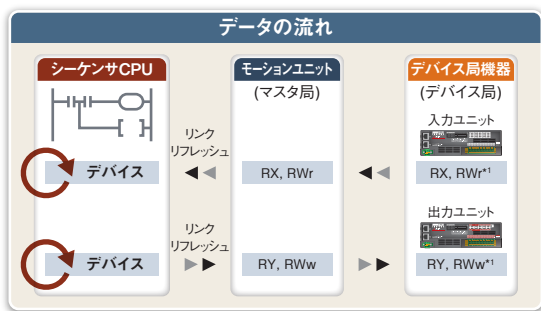 データの流れ
シーケンサCPU
モーションユニット
(マスタ局)
デバイス局機器
(デバイス局)
入力ユニット
リンク
リフレッシュ
デバイス
RX, RWr
RX, RWr*1
出力ユニット
リンク
リフレッシュ
デバイス
RY, RWw
RY, RWw*1